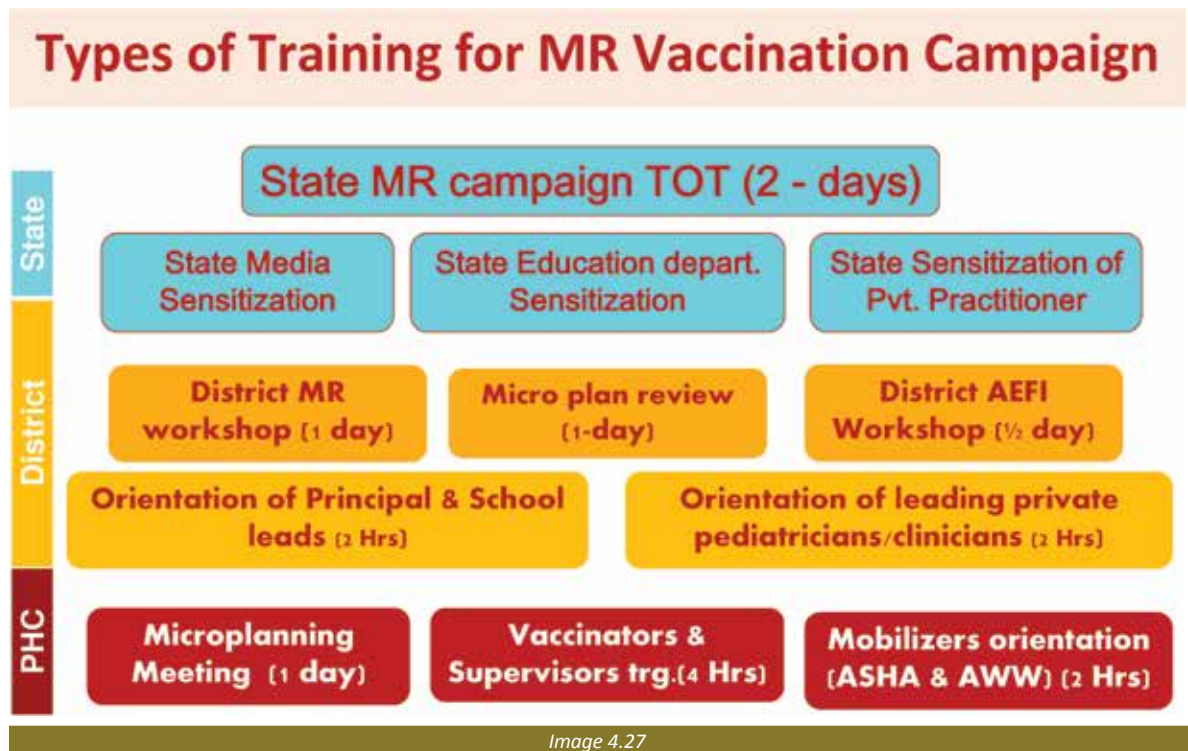 Types of Training for MR Vaccination Campaign
State
State MR campaign TOT (2 - days)
State Media
Sensitization
State Education depart.
Sensitization
State Sensitization of
Pvt. Practitioner
District
District MR
workshop (1 day)
Micro plan review
(1-day)
District AEFI
Workshop (½ day)
Orientation of Principal & School
leads (2 Hrs)
Orientation of leading private
pediatricians/clinicians (2 Hrs)
PHC
Microplanning
Meeting (1 day)
Vaccinators &
Supervisors trg.(4 Hrs)
Mobilizers orientation
(ASHA & AWW) (2 Hrs)
Image 4.27